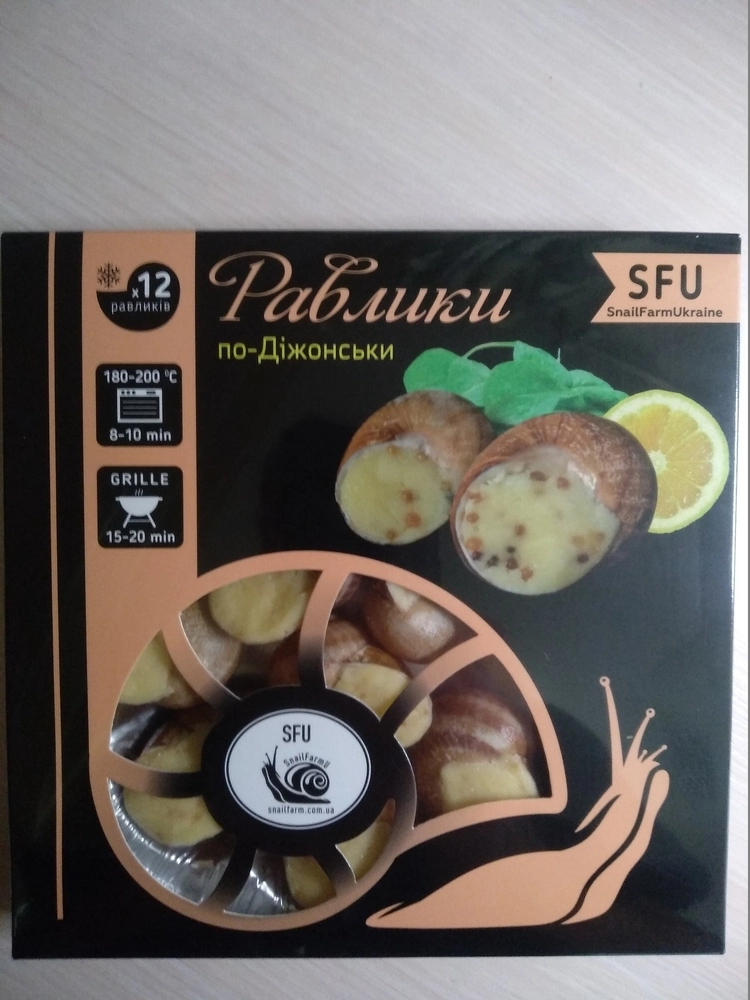 x12
равликів
Равлики
по-Діжонськи
SFU
SnailFarmUkraine
180-200 °C
8-10 min
GRILLE
15-20 min
SFU
SnailFarmU
snailfarm.com.ua